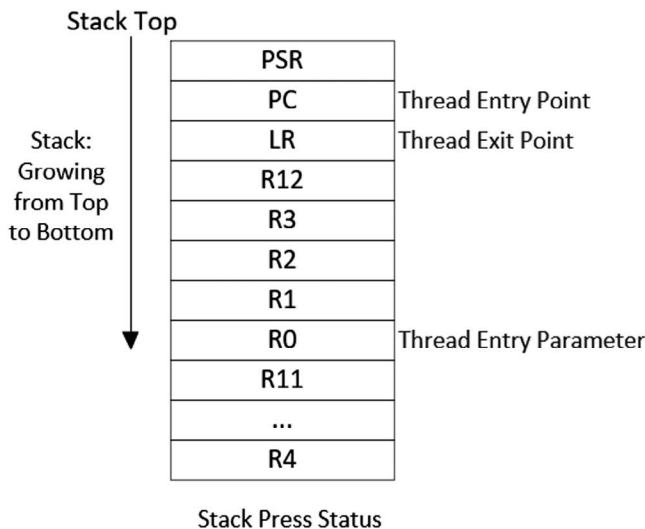 Stack Top
PSR
PC Thread Entry Point
LR Thread Exit Point
Stack:
Growing
from Top
to Bottom
R12
R3
R2
R1
R0 Thread Entry Parameter
R11
...
R4
Stack Press Status